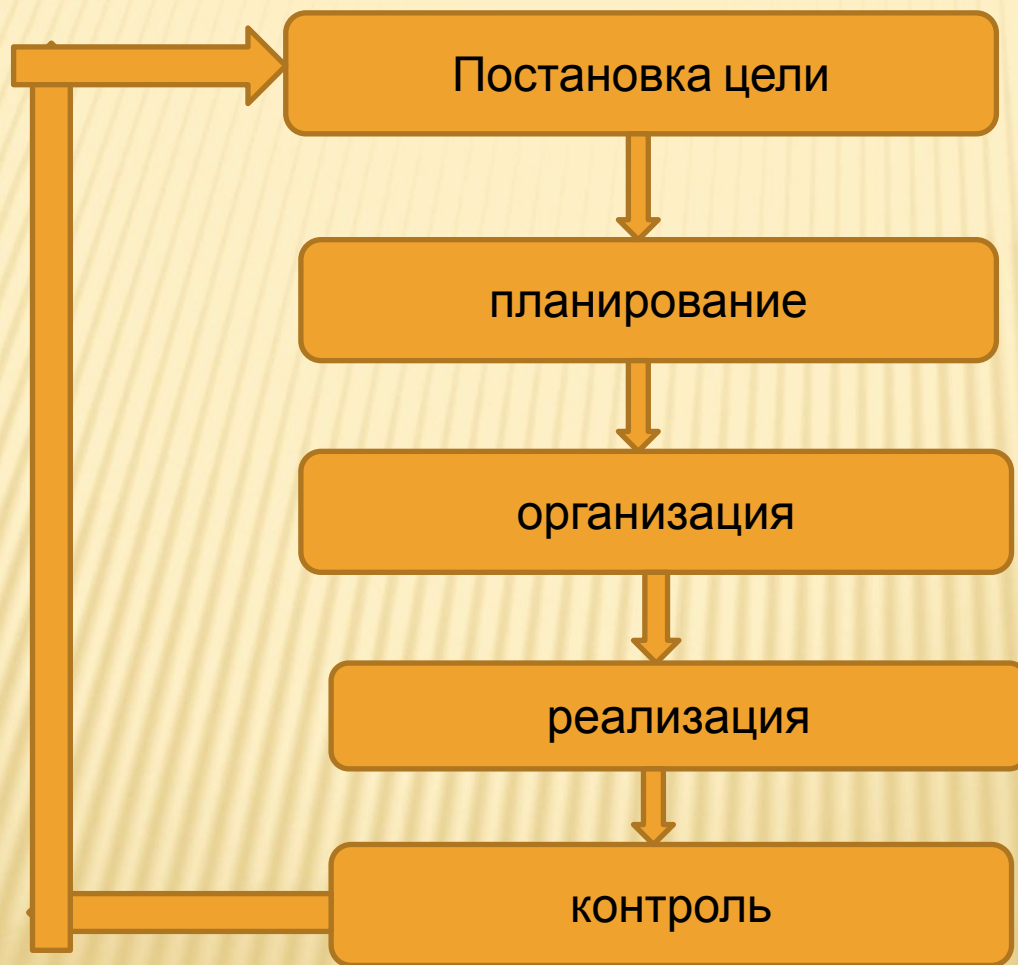 Постановка цели
планирование
организация
реализация
контроль